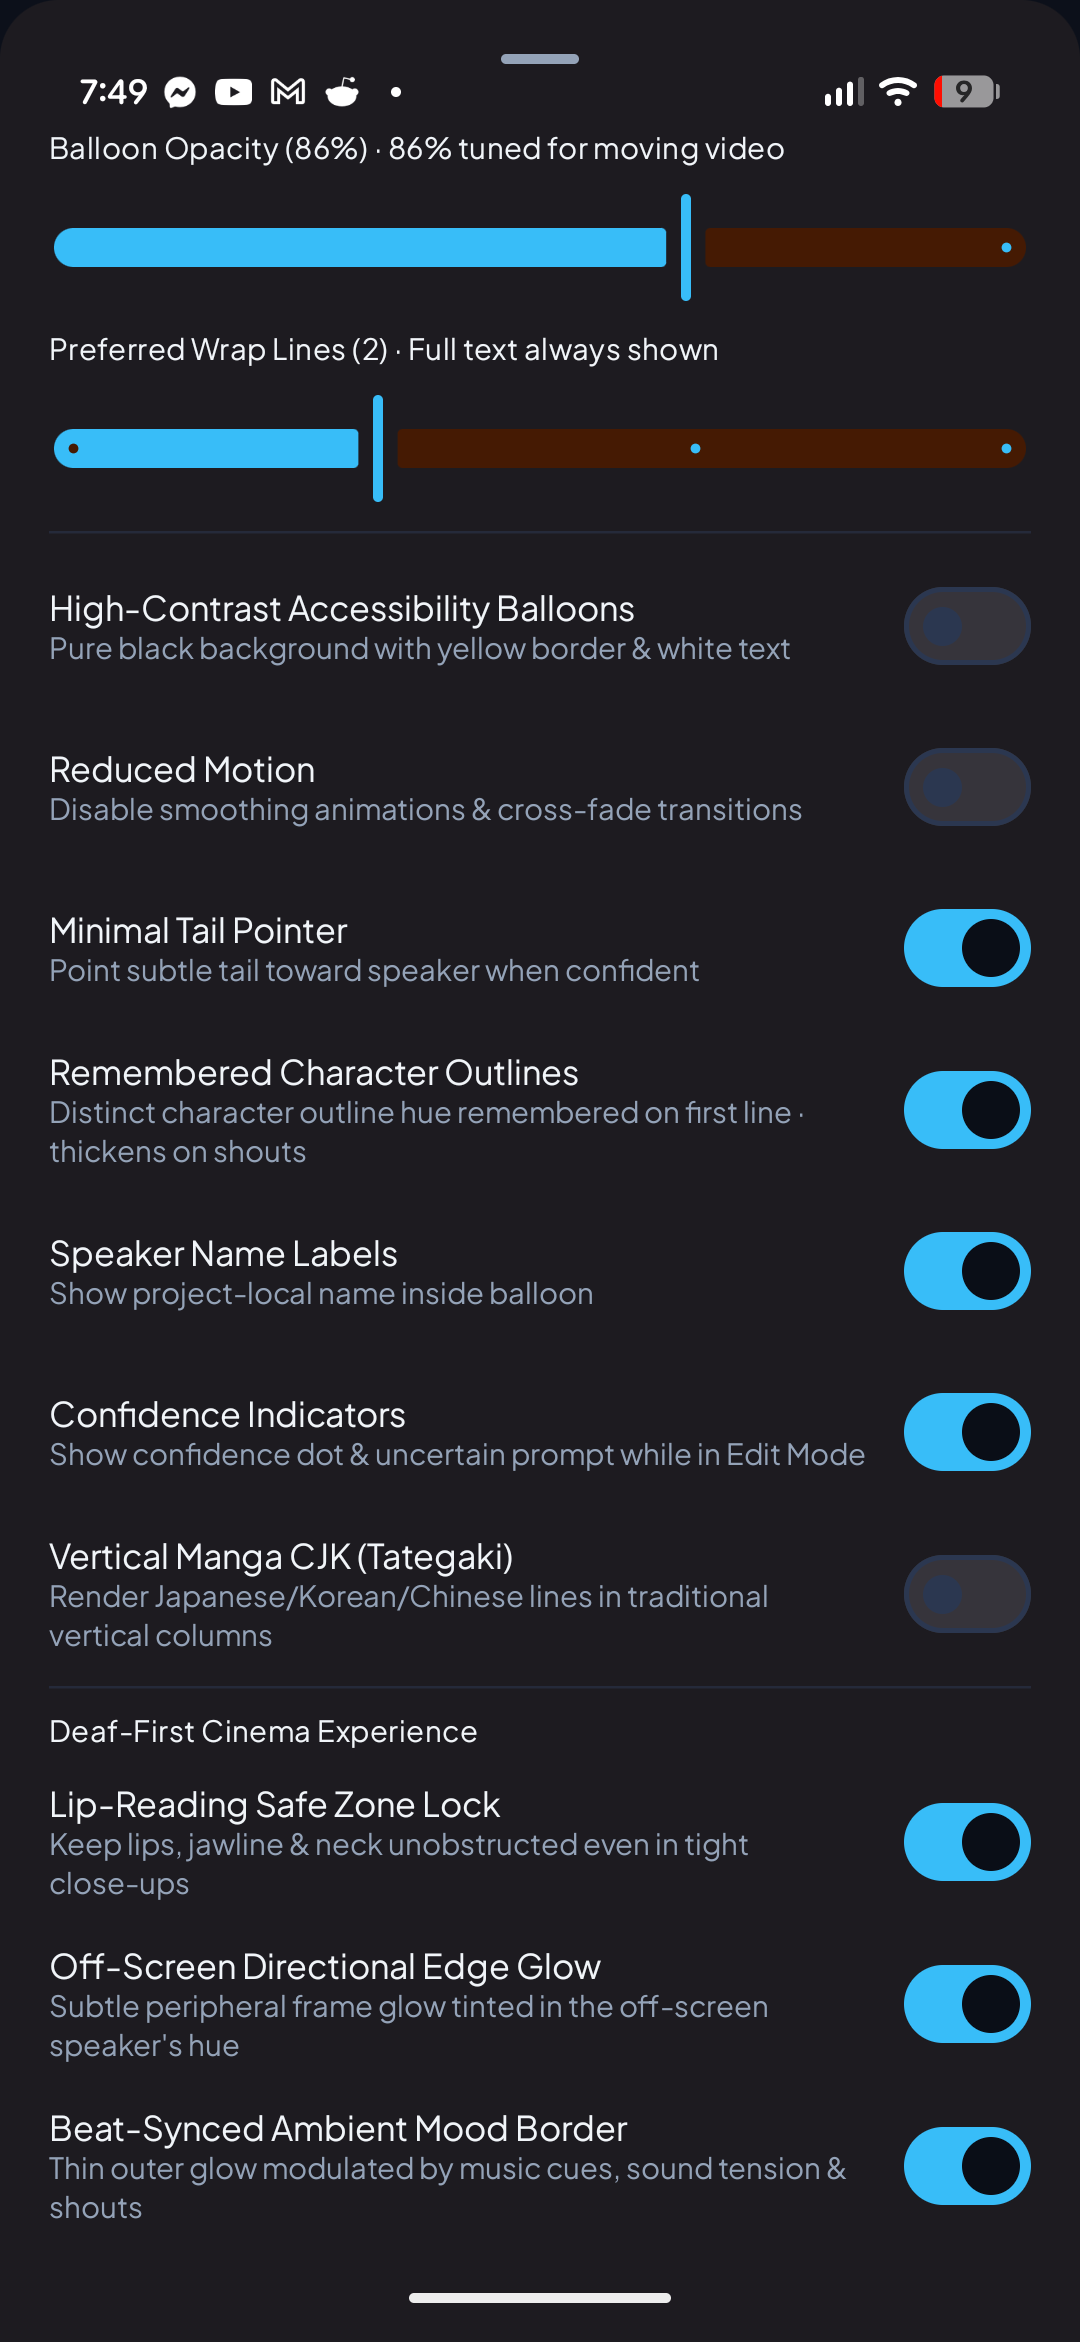 7:49
9
Balloon Opacity (86%) · 86% tuned for moving video
Preferred Wrap Lines (2) · Full text always shown
High-Contrast Accessibility Balloons
Pure black background with yellow border & white text
Reduced Motion
Disable smoothing animations & cross-fade transitions
Minimal Tail Pointer
Point subtle tail toward speaker when confident
Remembered Character Outlines
Distinct character outline hue remembered on first line ·
thickens on shouts
Speaker Name Labels
Show project-local name inside balloon
Confidence Indicators
Show confidence dot & uncertain prompt while in Edit Mode
Vertical Manga CJK (Tategaki)
Render Japanese/Korean/Chinese lines in traditional
vertical columns
Deaf-First Cinema Experience
Lip-Reading Safe Zone Lock
Keep lips, jawline & neck unobstructed even in tight
close-ups
Off-Screen Directional Edge Glow
Subtle peripheral frame glow tinted in the off-screen
speaker's hue
Beat-Synced Ambient Mood Border
Thin outer glow modulated by music cues, sound tension &
shouts